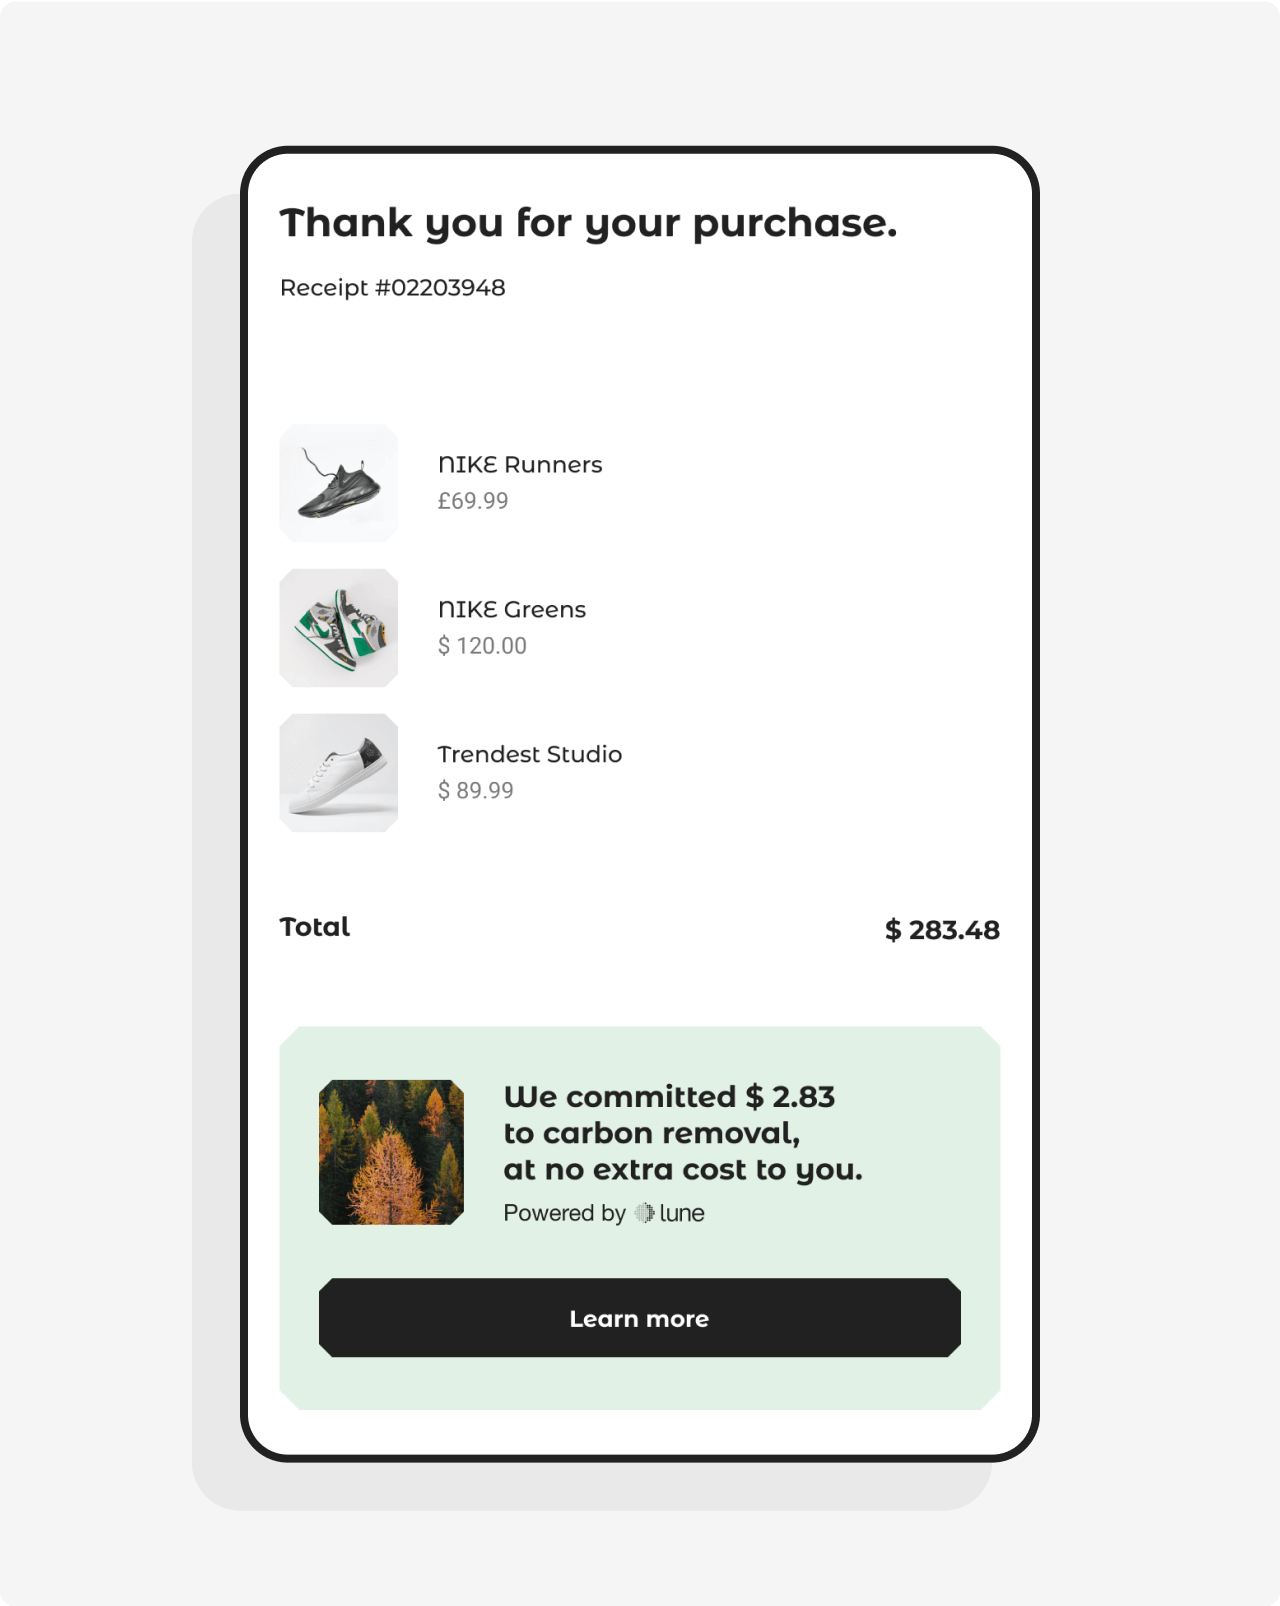 Thank you for your purchase.
Receipt #02203948
NIKE Runners
£69.99
NIKE Greens
$ 120.00
Trendest Studio
$ 89.99
Total
$ 283.48
We committed $ 2.83
to carbon removal,
at no extra cost to you.
Powered by lune
Learn more